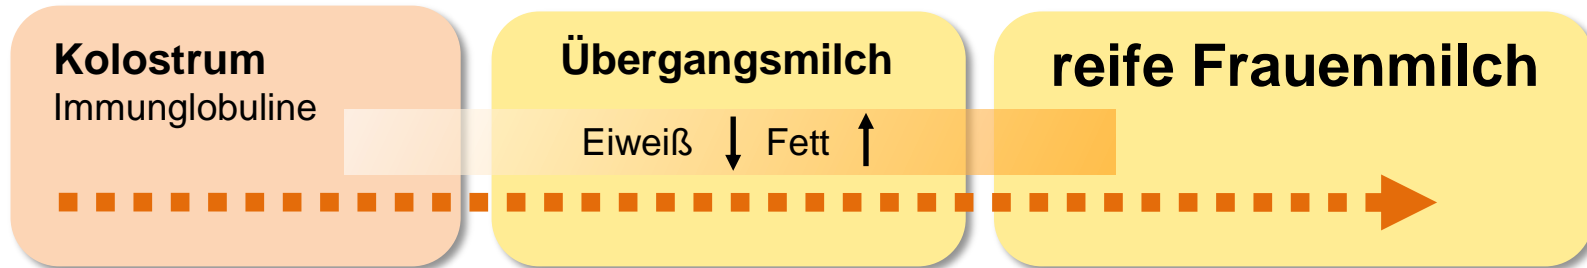 Kolostrum
Immunglobuline
Übergangsmilch
Eiweiß ↓ Fett ↑
reife Frauenmilch